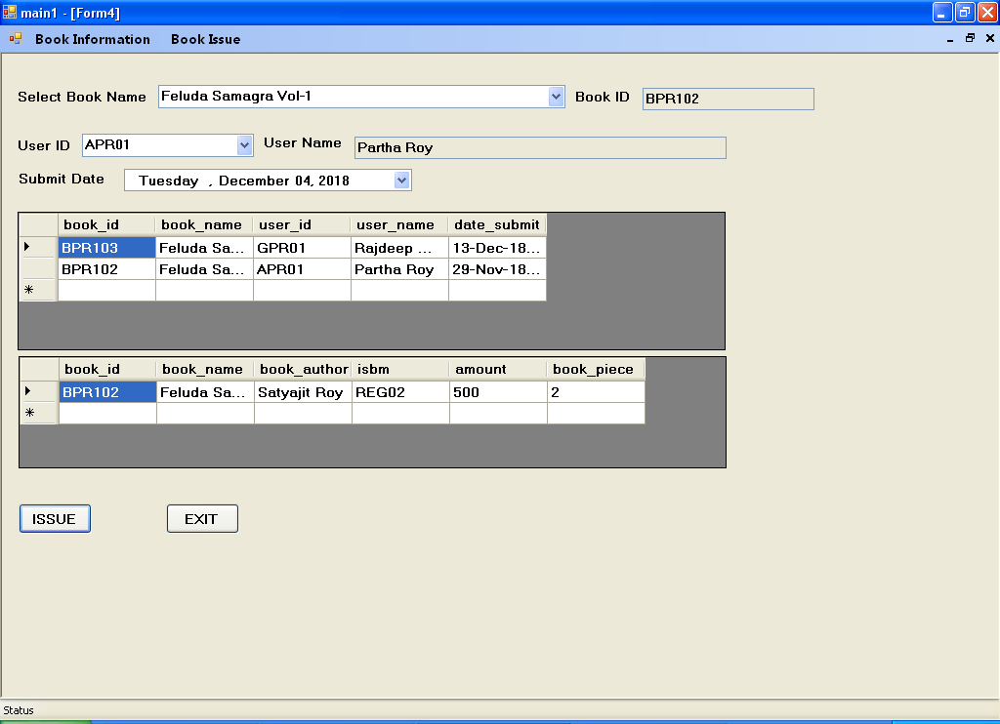 main1 - [Form4]
Book Information Book Issue
Select Book Name Feluda Samagra Vol-1 Book ID BPR102
User ID APR01 User Name Partha Roy
Submit Date Tuesday , December 04, 2018
book_id book_name user_id user_name date_submit
BPR103 Feluda Sa... GPR01 Rajdeep ... 13-Dec-18...
BPR102 Feluda Sa... APR01 Partha Roy 29-Nov-18...
book_id book_name book_author isbm amount book_piece
BPR102 Feluda Sa... Satyajit Roy REG02 500 2
ISSUE EXIT
Status